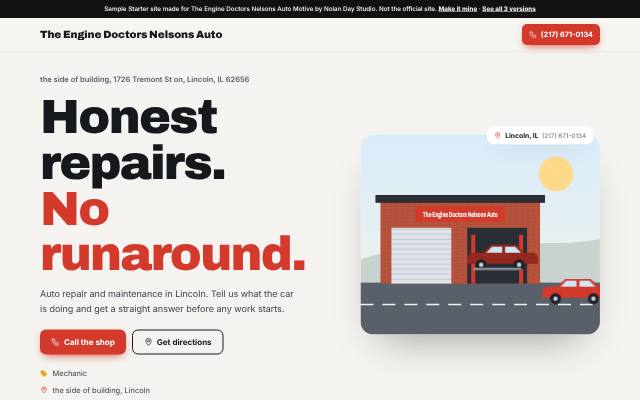 Sample Starter site made for The Engine Doctors Nelsons Auto Motive by Nolan Day Studio. Not the official site. Make it mine · See all 3 versions
The Engine Doctors Nelsons Auto
(217) 671-0134
the side of building, 1726 Tremont St on, Lincoln, IL 62656
Honest
repairs.
No
runaround.
Auto repair and maintenance in Lincoln. Tell us what the car
is doing and get a straight answer before any work starts.
Call the shop
Get directions
Mechanic
the side of building, Lincoln
Lincoln, IL (217) 671-0134
The Engine Doctors Nelsons Auto